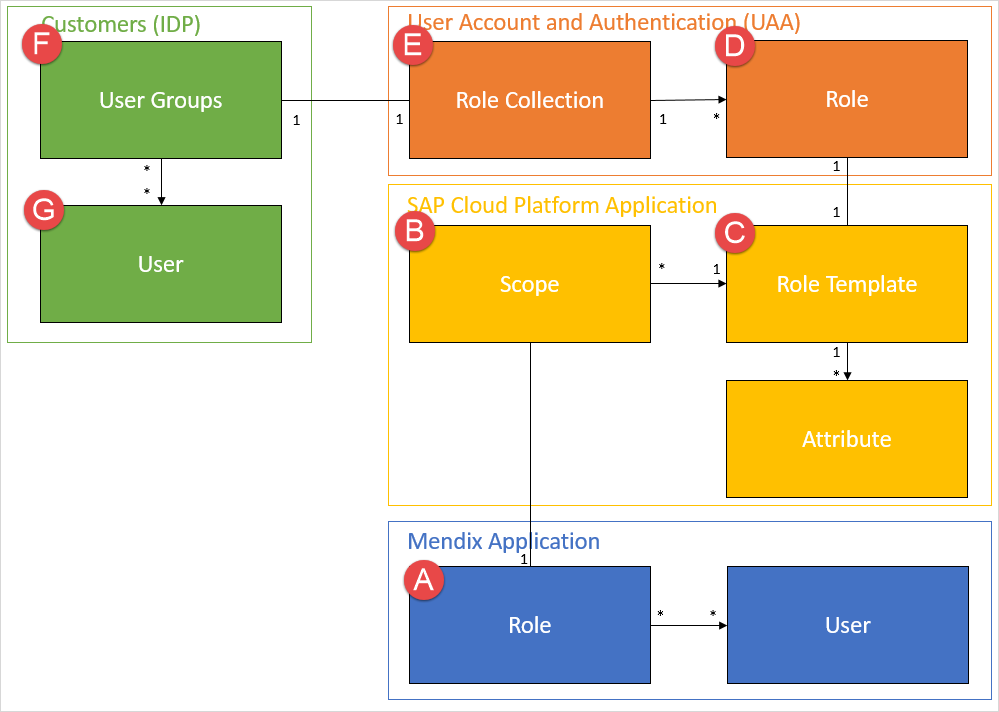 Customers (IDP)
F
User Groups
1
*
*
G
User
User Account and Authentication (UAA)
E
Role Collection
1
1
*
D
Role
1
SAP Cloud Platform Application
B
Scope
*
1
1
C
Role Template
1
*
Attribute
Mendix Application
1
A
Role
*
*
User